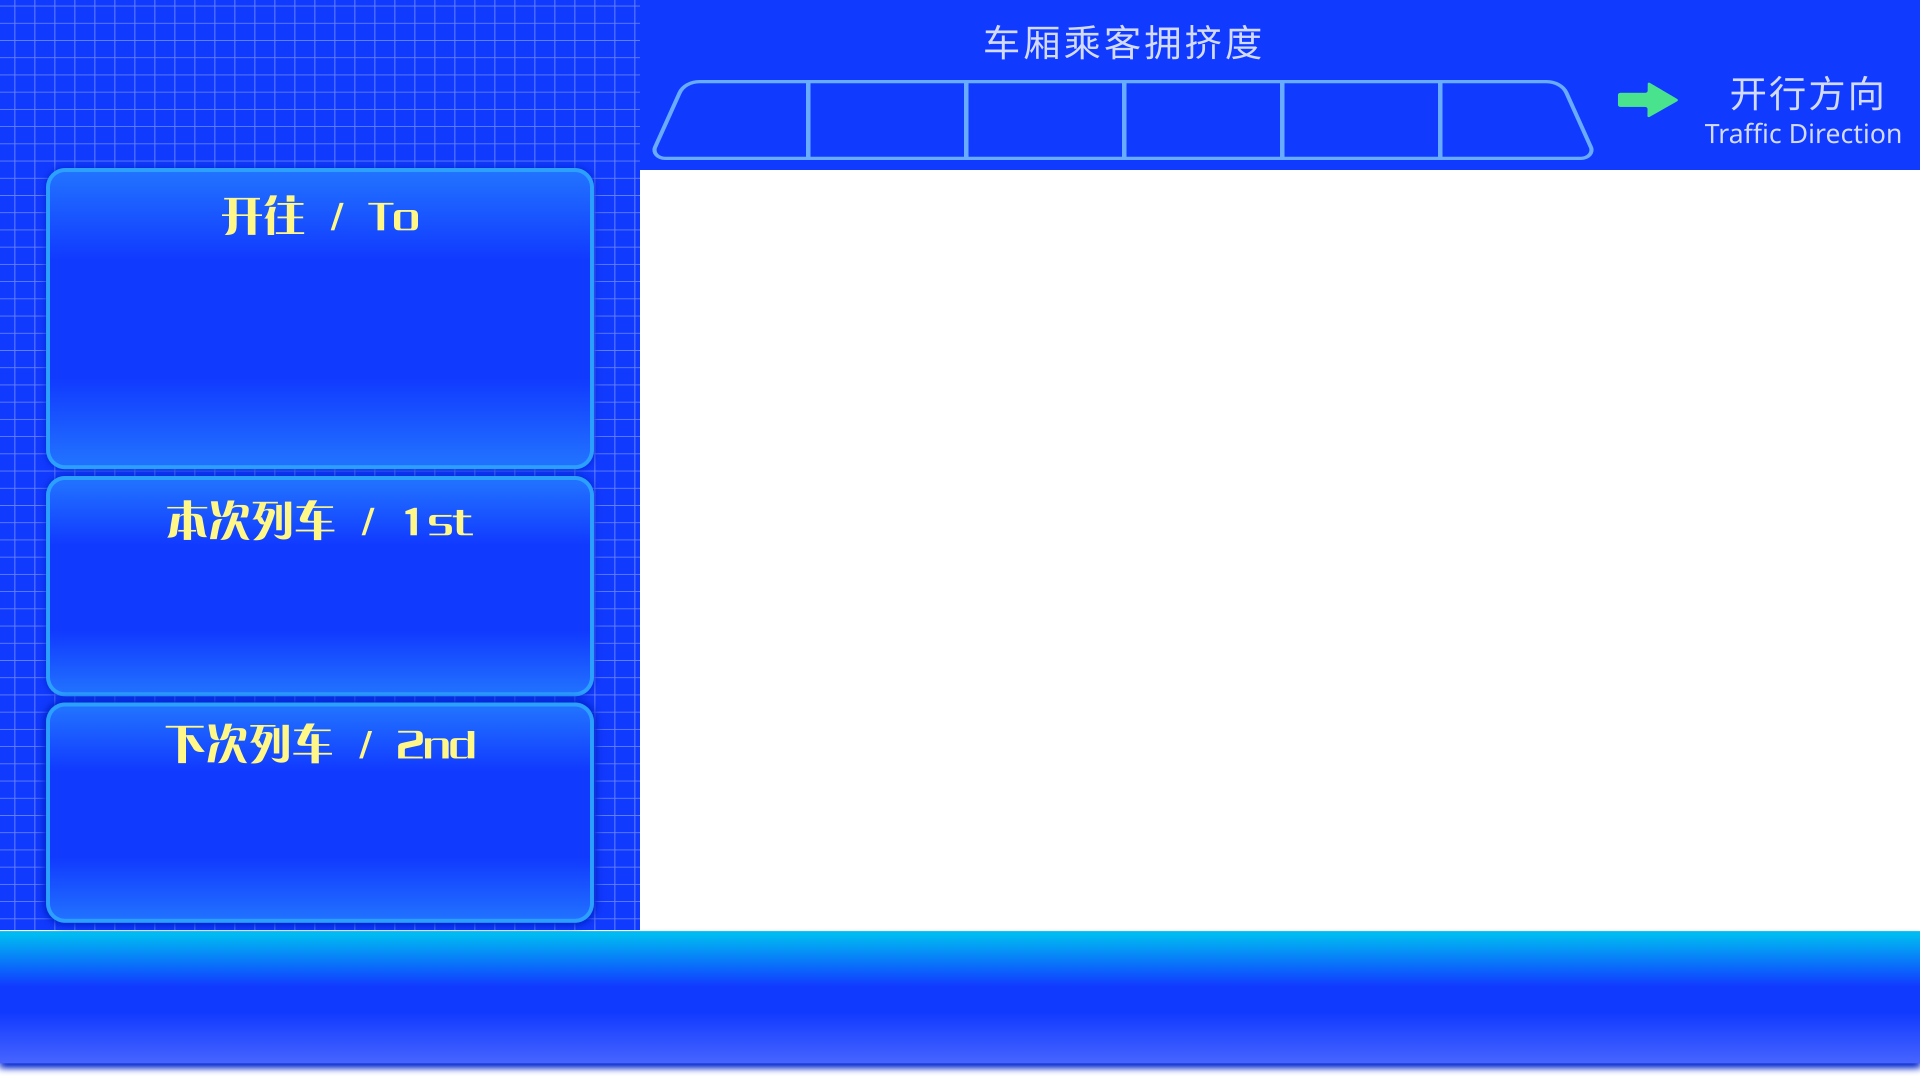 车厢乘客拥挤度
开行方向
Traffic Direction
开往 / To
本次列车 / 1st
下次列车 / 2nd